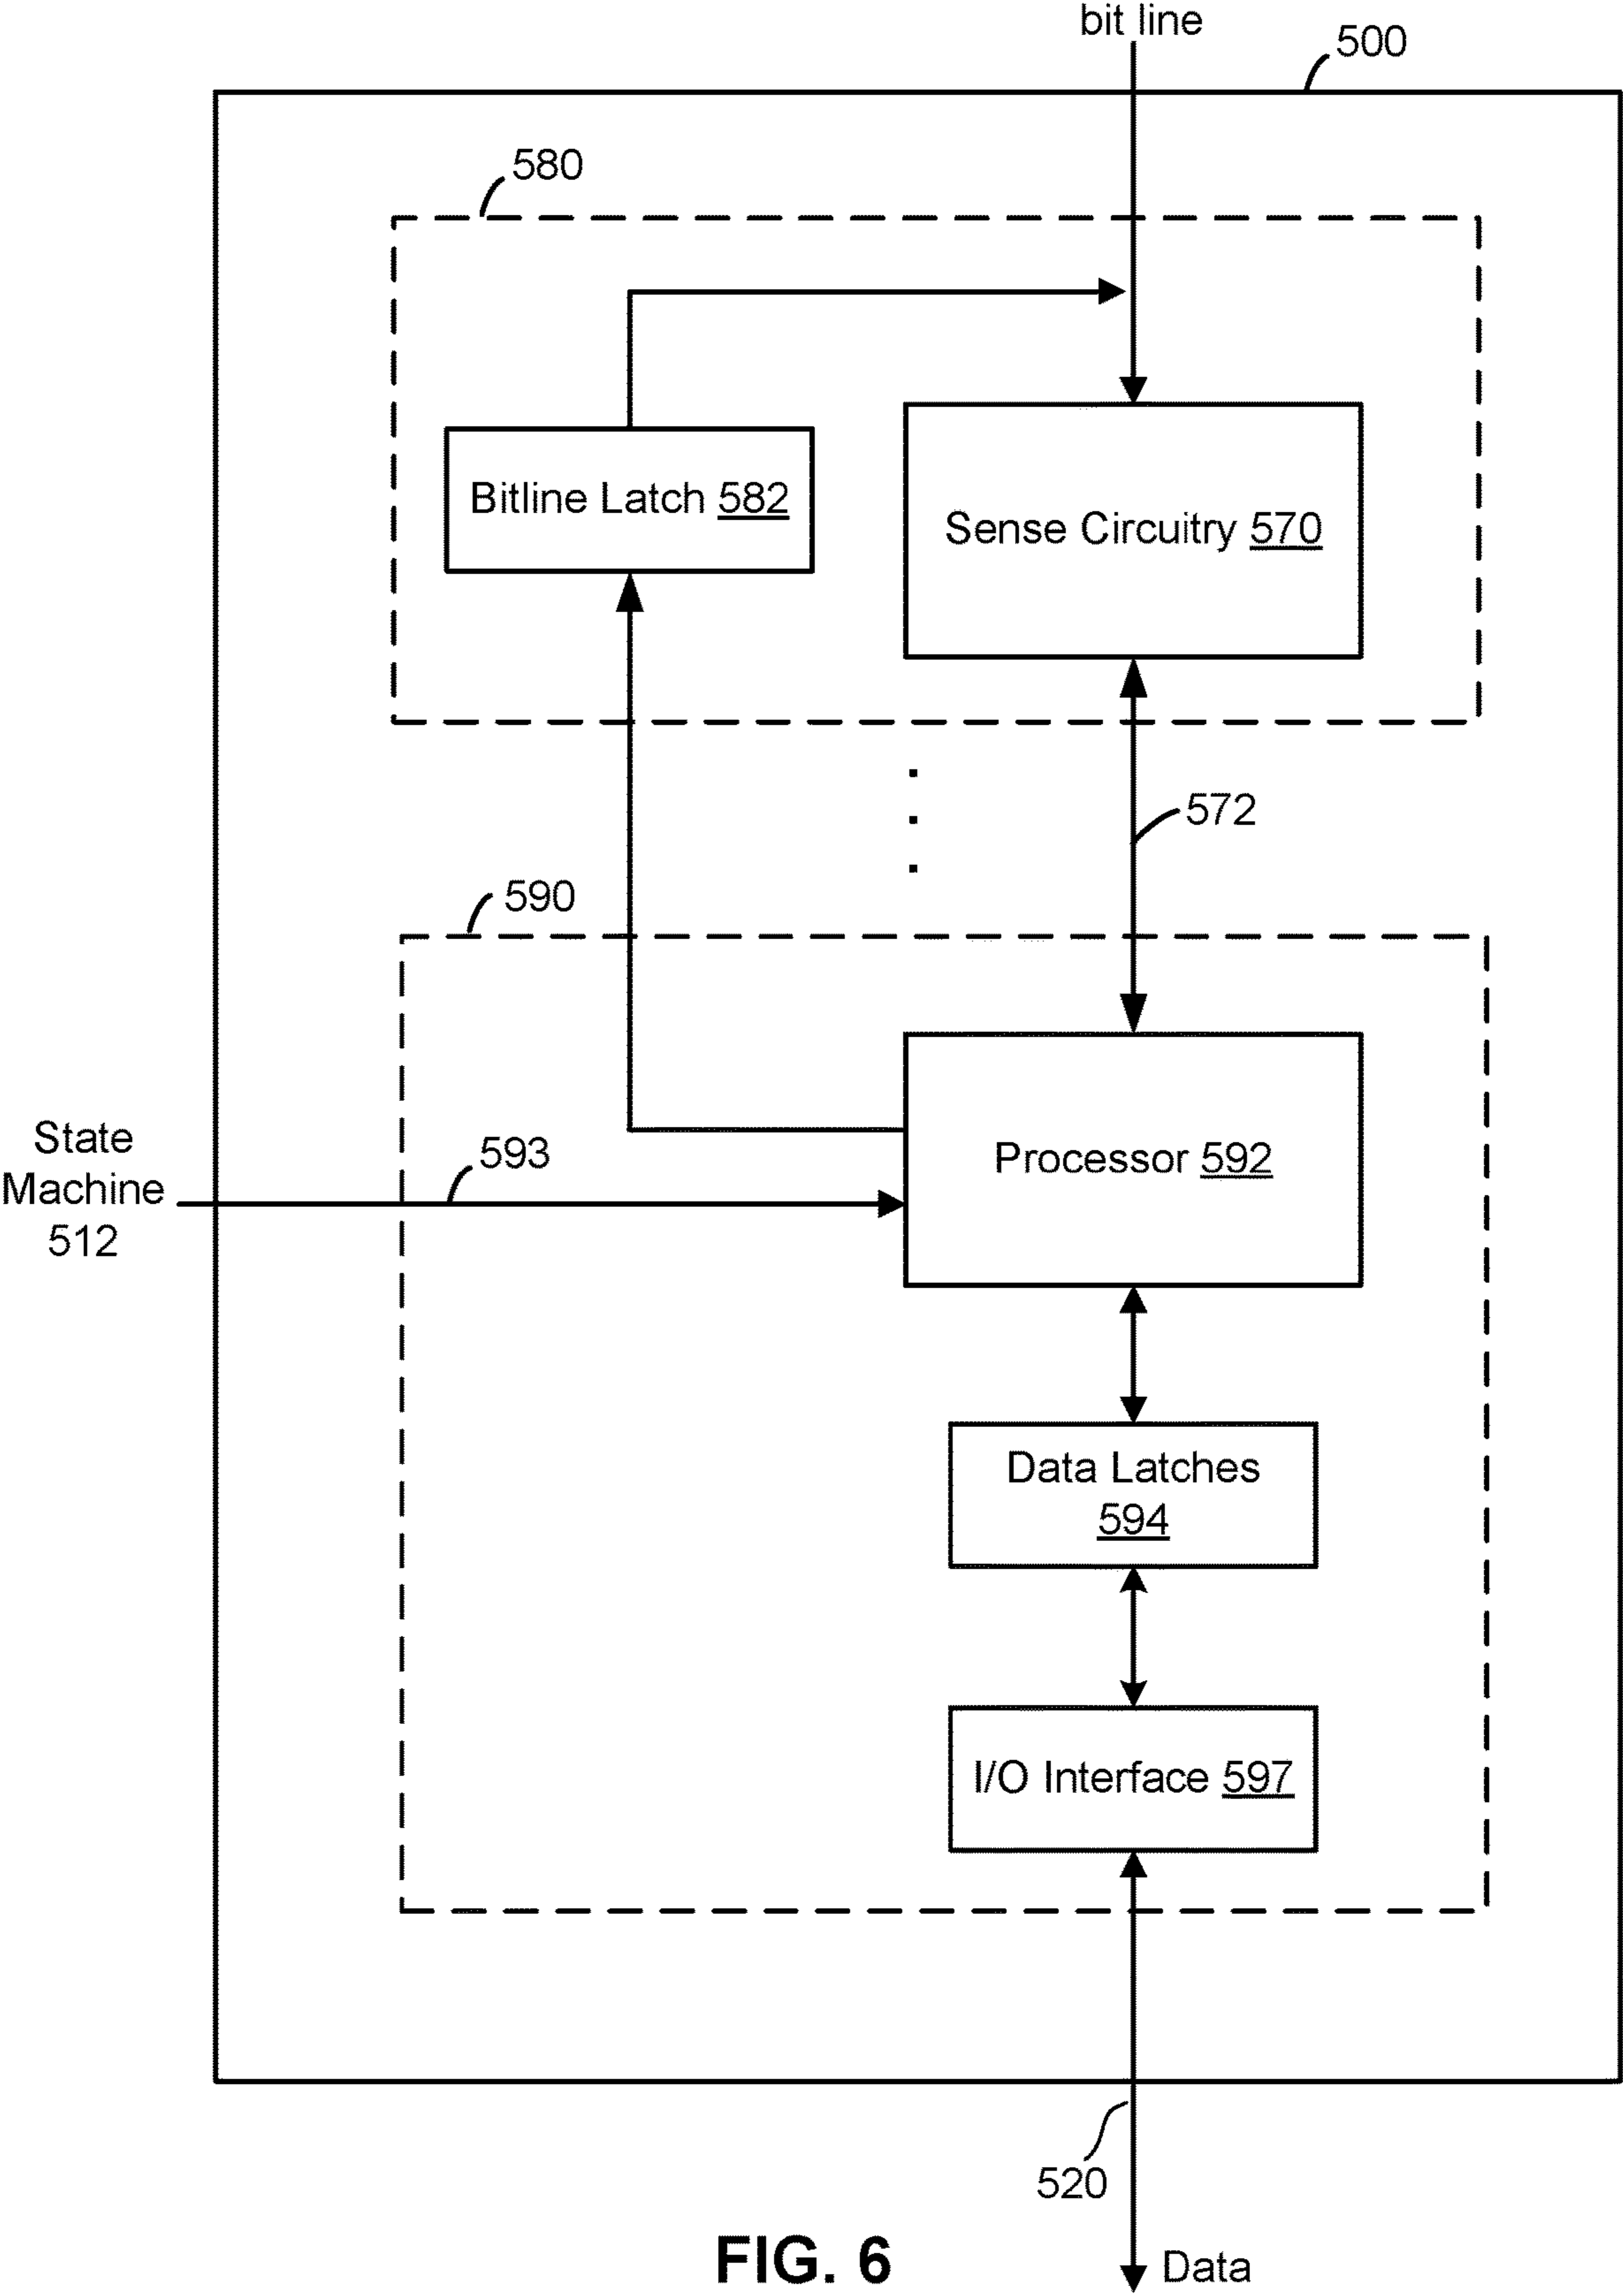 bit line
500
580
Bitline Latch 582
Sense Circuitry 570
572
590
State
Machine
512
593
Processor 592
Data Latches
594
I/O Interface 597
520
FIG. 6
Data